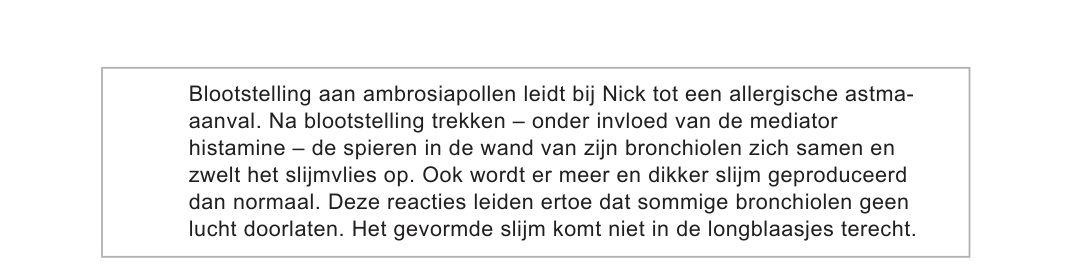 Blootstelling aan ambrosiapollen leidt bij Nick tot een allergische astma-
aanval. Na blootstelling trekken – onder invloed van de mediator
histamine – de spieren in de wand van zijn bronchiolen zich samen en
zwelt het slijmvlies op. Ook wordt er meer en dikker slijm geproduceerd
dan normaal. Deze reacties leiden ertoe dat sommige bronchiolen geen
lucht doorlaten. Het gevormde slijm komt niet in de longblaasjes terecht.